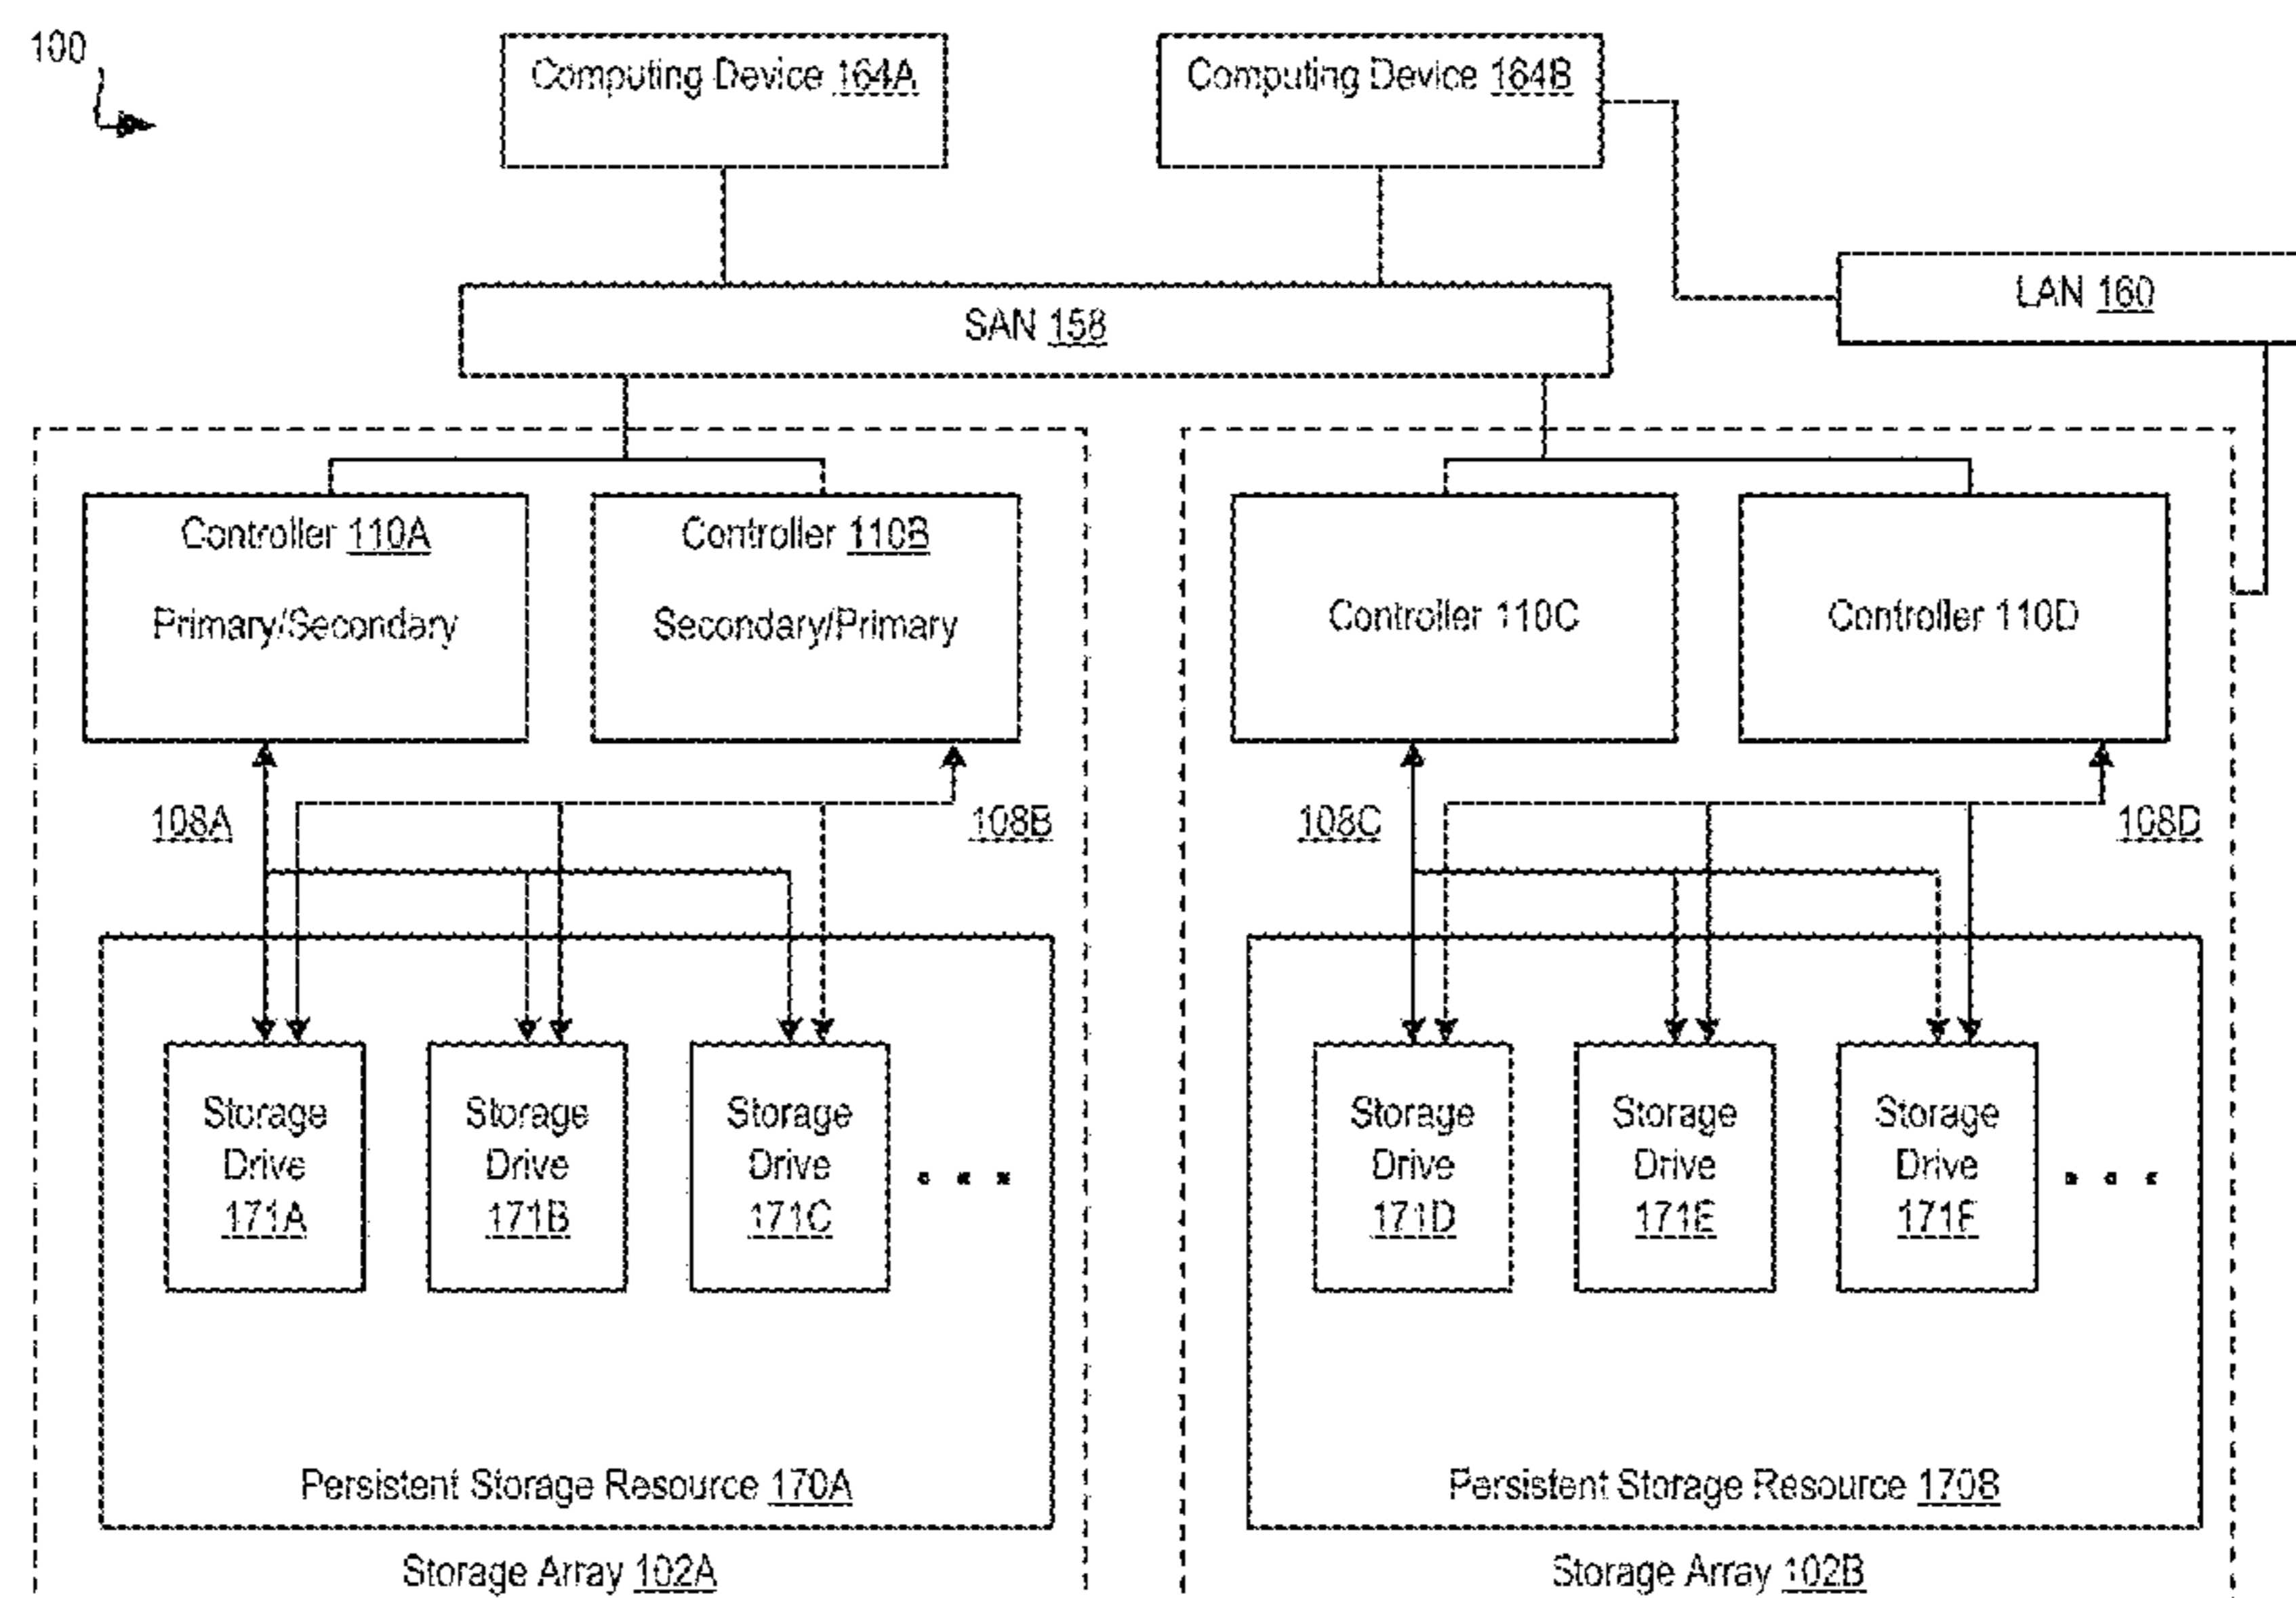 100
Computing Device 164A
Computing Device 164B
LAN 160
SAN 158
Controller 110A
Primary/Secondary
Controller 110B
Secondary/Primary
Controller 110C
Controller 110D
108A
108B
108C
108D
Storage
Drive
171A
Storage
Drive
171B
Storage
Drive
171C
Storage
Drive
171D
Storage
Drive
171E
Storage
Drive
171F
Persistent Storage Resource 170A
Persistent Storage Resource 170B
Storage Array 102A
Storage Array 102B